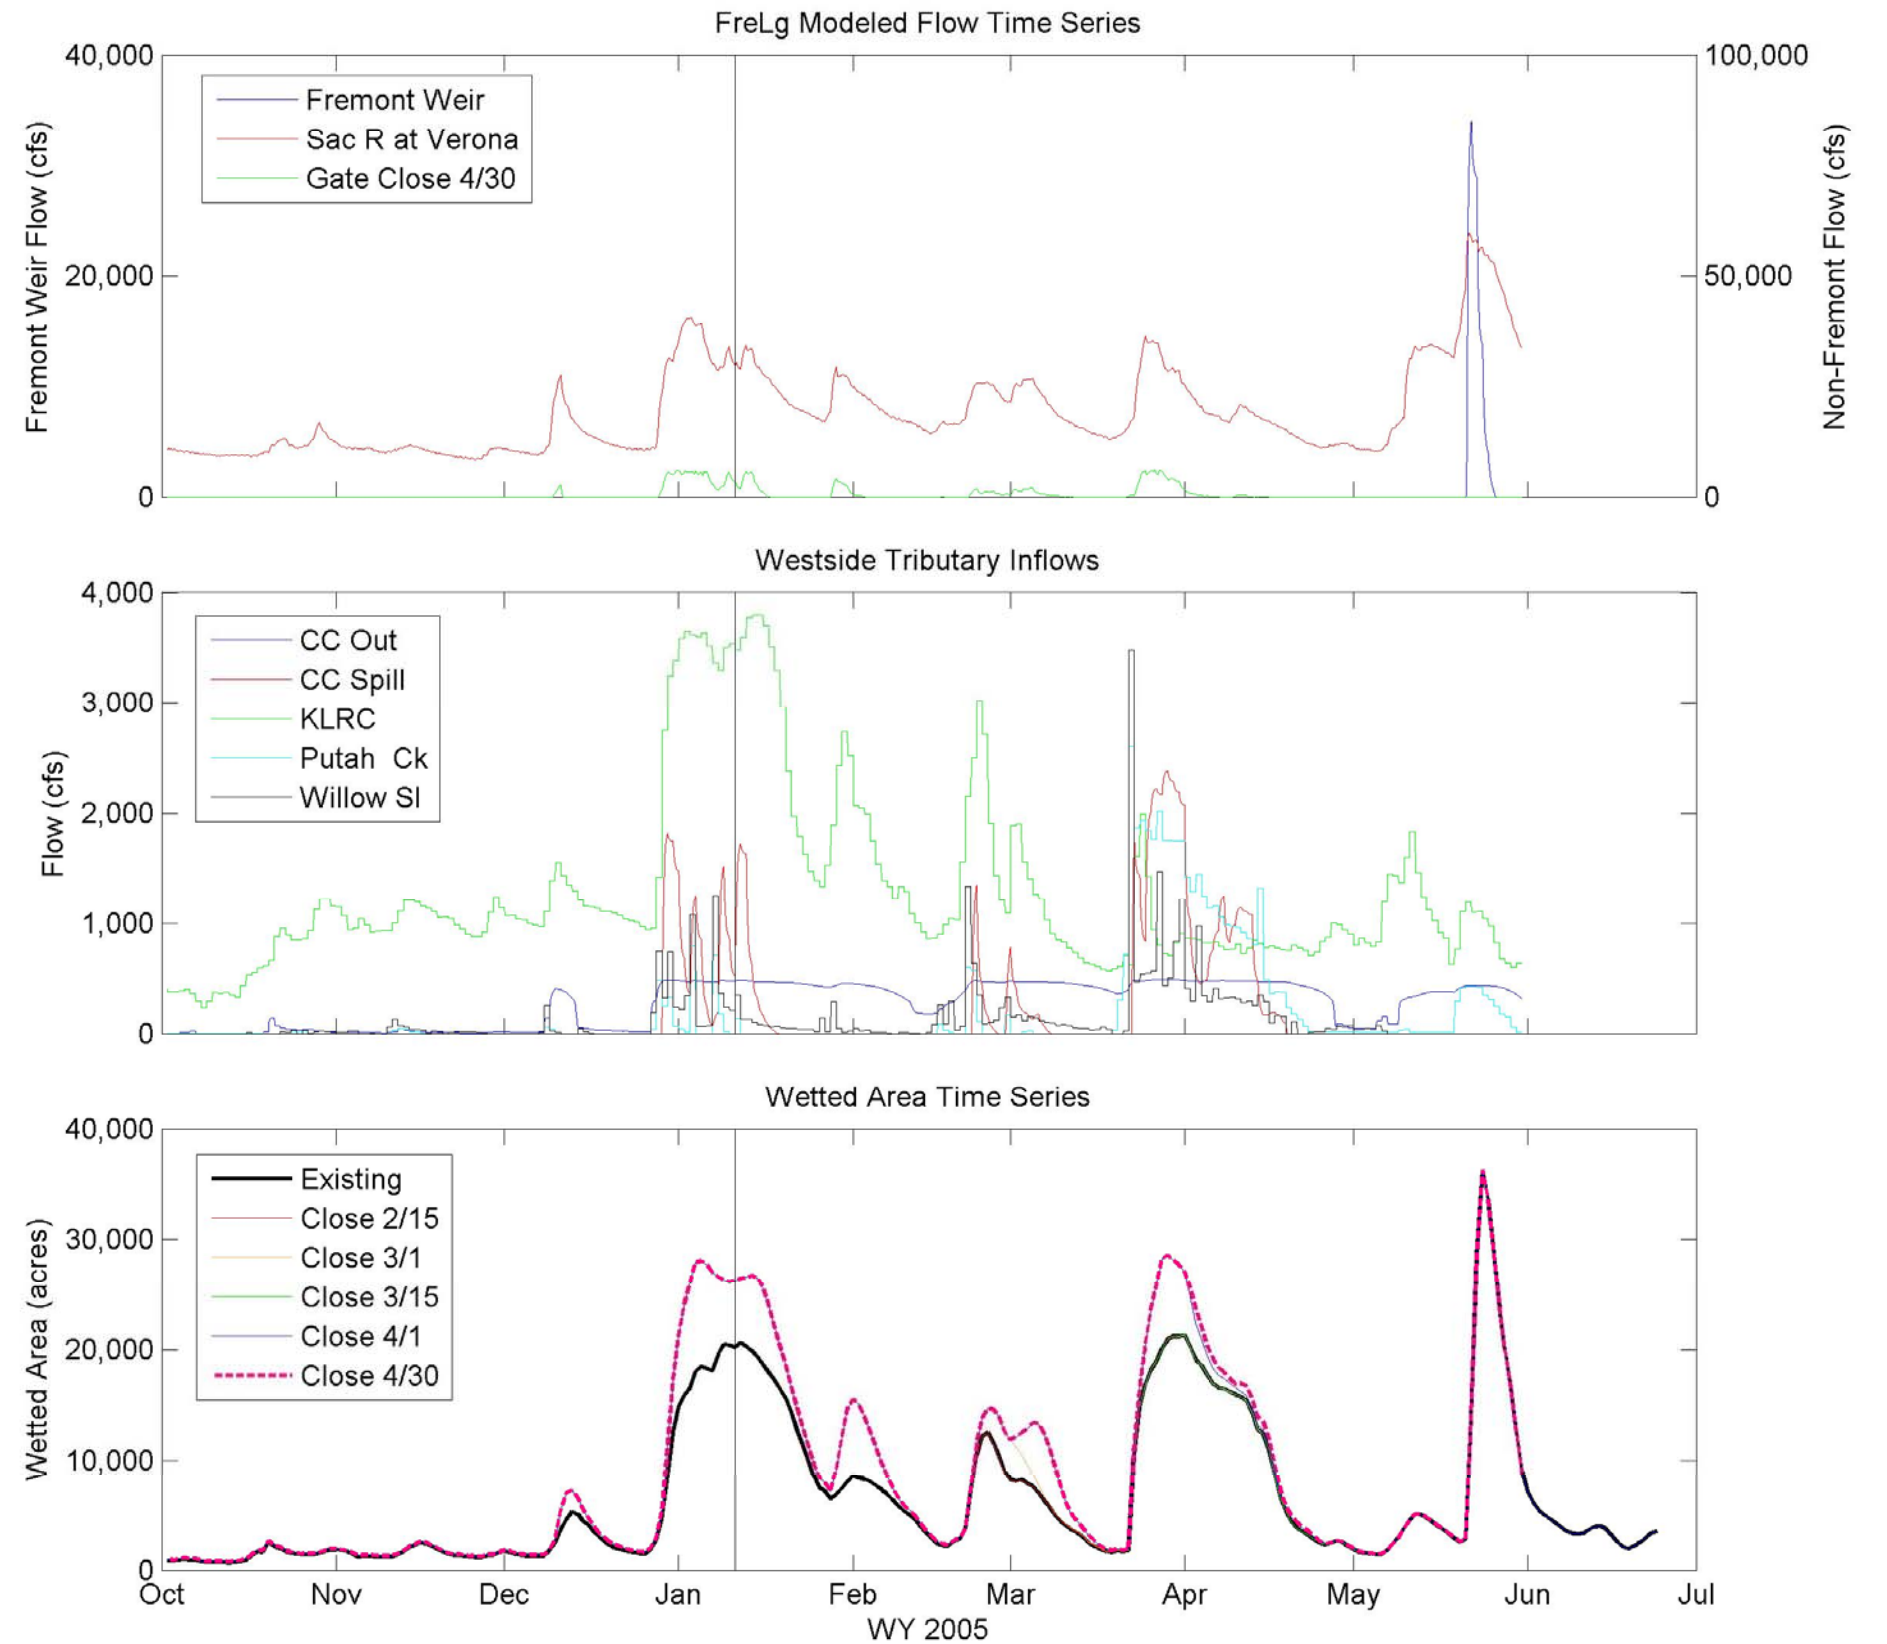 FreLg Modeled Flow Time Series
40,000
20,000
0
Fremont Weir Flow (cfs)
Fremont Weir
Sac R at Verona
Gate Close 4/30
100,000
50,000
0
Non-Fremont Flow (cfs)
Westside Tributary Inflows
4,000
3,000
2,000
1,000
0
Flow (cfs)
CC Out
CC Spill
KLRC
Putah Ck
Willow Sl
Wetted Area Time Series
40,000
30,000
20,000
10,000
0
Wetted Area (acres)
Existing
Close 2/15
Close 3/1
Close 3/15
Close 4/1
Close 4/30
Oct Nov Dec Jan Feb Mar Apr May Jun Jul
WY 2005